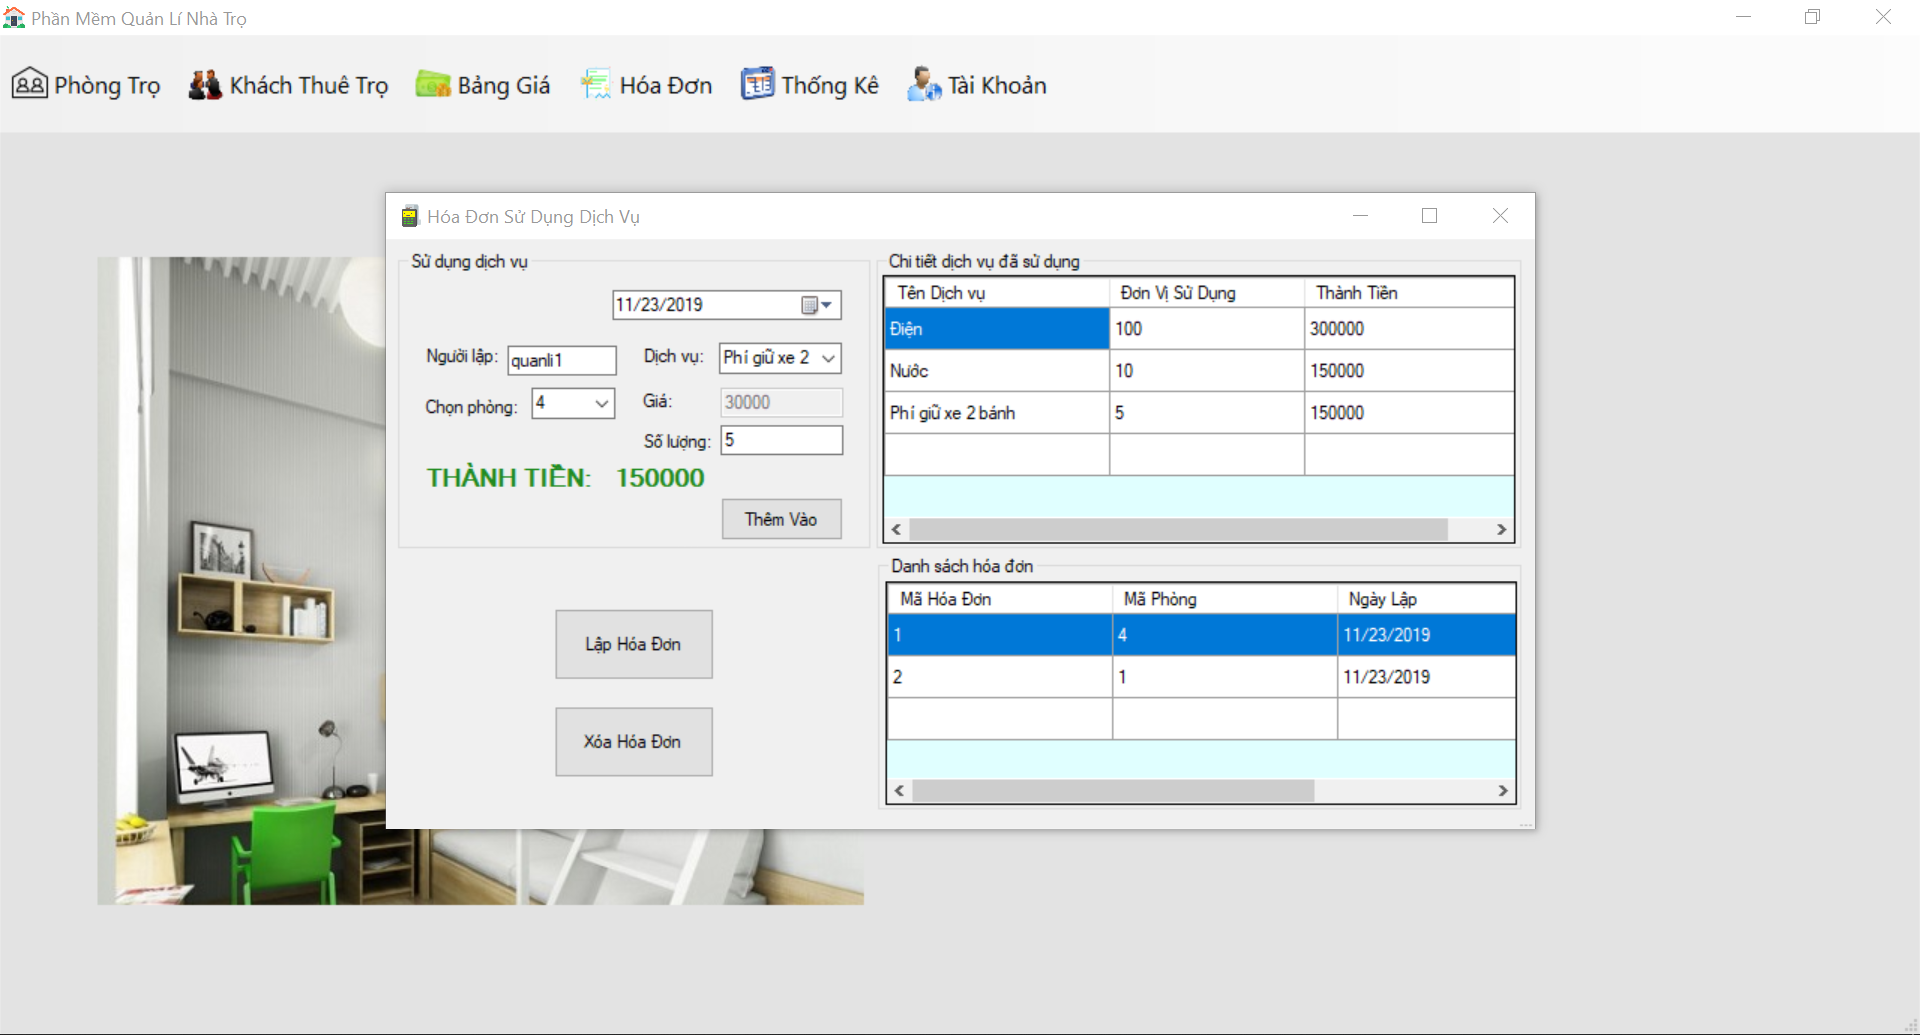 Phần Mềm Quản Lí Nhà Trọ
Phòng Trọ Khách Thuê Trọ Bảng Giá Hóa Đơn Thống Kê Tài Khoản
Hóa Đơn Sử Dụng Dịch Vụ
Sử dụng dịch vụ
11/23/2019
Người lập: quanli1 Dịch vụ: Phí giữ xe 2
Chọn phòng: 4 Giá: 30000
Số lượng: 5
THÀNH TIỀN: 150000
Thêm Vào
Lập Hóa Đơn
Xóa Hóa Đơn
Chi tiết dịch vụ đã sử dụng
Tên Dịch vụ Đơn Vị Sử Dụng Thành Tiền
Điện 100 300000
Nước 10 150000
Phí giữ xe 2 bánh 5 150000
Danh sách hóa đơn
Mã Hóa Đơn Mã Phòng Ngày Lập
1 4 11/23/2019
2 1 11/23/2019